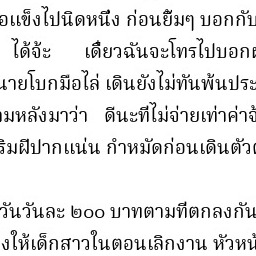 อแข็งไปนิดหนึ่ง ก่อนยิ้มๆ บอกกับ
ได้จ้ะ เดี๋ยวฉันจะโทรไปบอก
นายโบกมือไล่ เดินยังไม่ทันพ้นประ
ามหลังมาว่า ดีนะที่ไม่จ่ายเท่าค่าจ้
ริมฝีปากแน่น กำหมัดก่อนเดินตัว
วันวันละ ๒๐๐ บาทตามที่ตกลงกัน
งให้เด็กสาวในตอนเลิกงาน หัวหน้